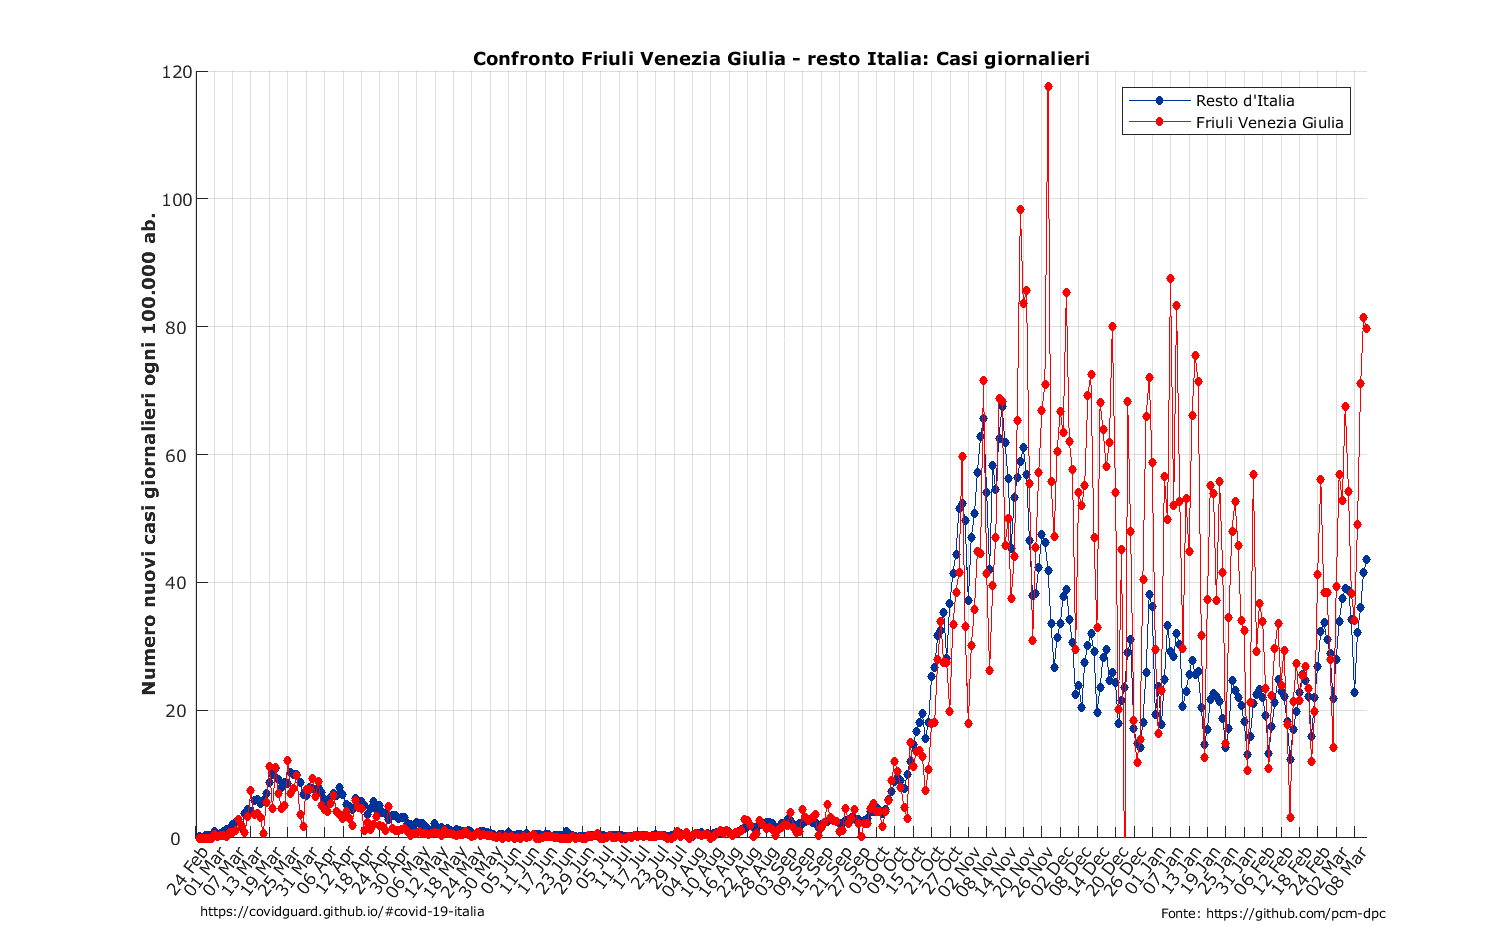 Confronto Friuli Venezia Giulia - resto Italia: Casi giornalieri
Numero nuovi casi giornalieri ogni 100.000 ab.
120
100
80
60
40
20
0
Resto d'Italia
Friuli Venezia Giulia
24 Feb
01 Mar
07 Mar
13 Mar
19 Mar
25 Mar
31 Mar
06 Apr
12 Apr
18 Apr
24 Apr
30 Apr
06 May
12 May
18 May
24 May
30 May
05 Jun
11 Jun
17 Jun
23 Jun
29 Jun
05 Jul
11 Jul
17 Jul
23 Jul
29 Jul
04 Aug
10 Aug
16 Aug
22 Aug
28 Aug
03 Sep
09 Sep
15 Sep
21 Sep
27 Sep
03 Oct
09 Oct
15 Oct
21 Oct
27 Oct
02 Nov
08 Nov
14 Nov
20 Nov
26 Nov
02 Dec
08 Dec
14 Dec
20 Dec
26 Dec
01 Jan
07 Jan
13 Jan
19 Jan
25 Jan
31 Jan
06 Feb
12 Feb
18 Feb
24 Feb
02 Mar
08 Mar
https://covidguard.github.io/#covid-19-italia
Fonte: https://github.com/pcm-dpc